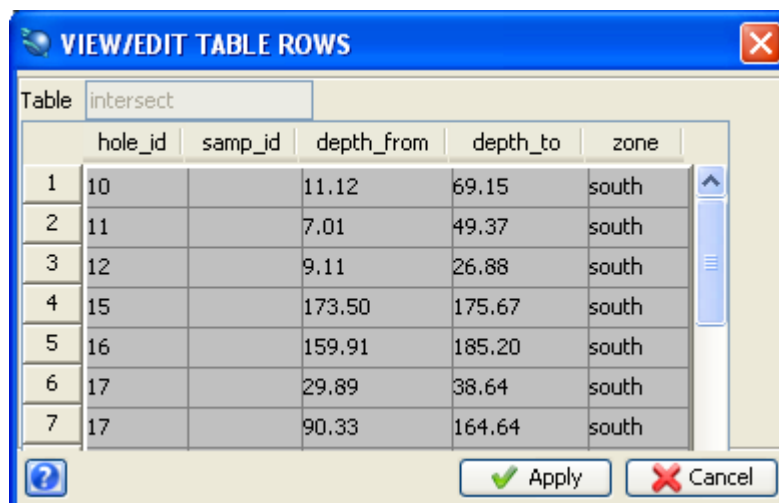 VIEW/EDIT TABLE ROWS
Table intersect
hole_id samp_id depth_from depth_to zone
1 10 11.12 69.15 south
2 11 7.01 49.37 south
3 12 9.11 26.88 south
4 15 173.50 175.67 south
5 16 159.91 185.20 south
6 17 29.89 38.64 south
7 17 90.33 164.64 south
? Apply Cancel